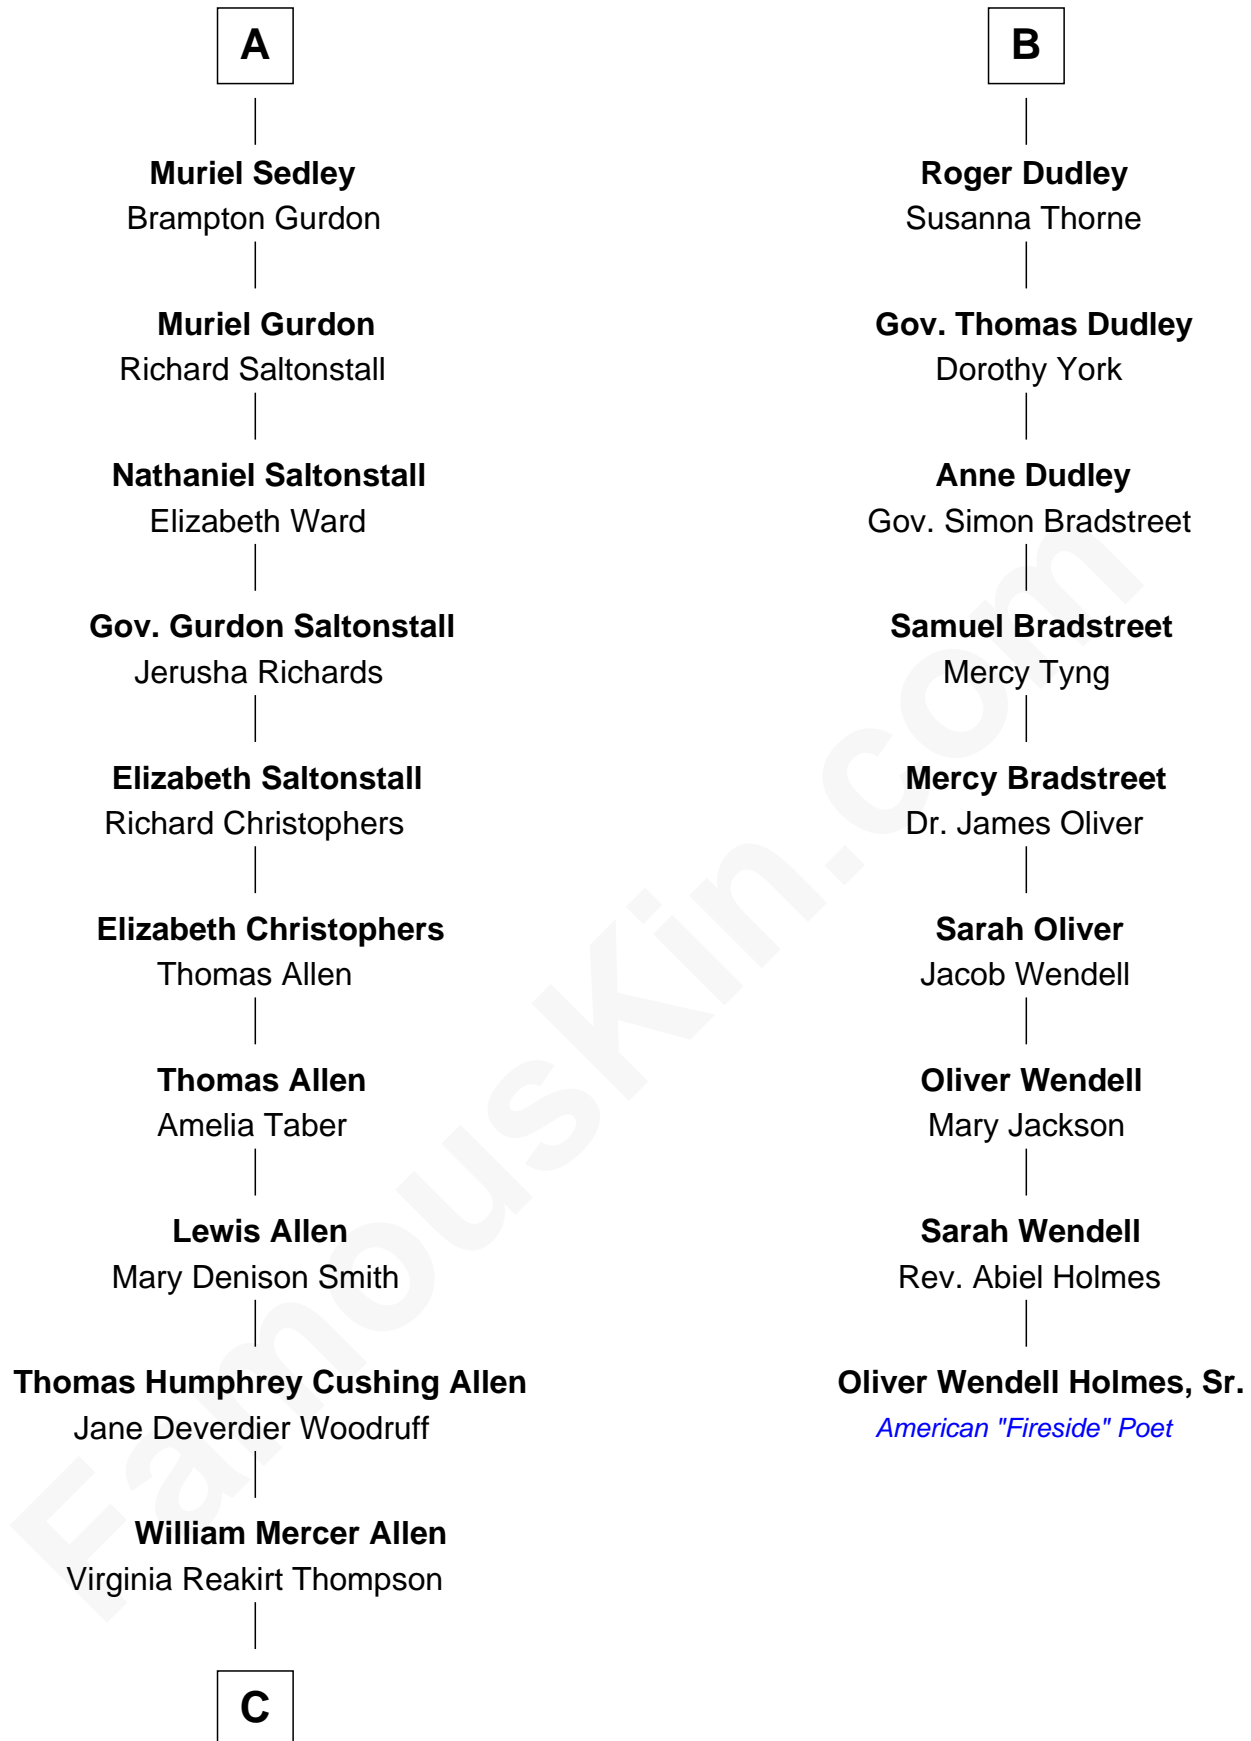 A
Muriel Sedley
Brampton Gurdon
Muriel Gurdon
Richard Saltonstall
Nathaniel Saltonstall
Elizabeth Ward
Gov. Gurdon Saltonstall
Jerusha Richards
Elizabeth Saltonstall
Richard Christophers
Elizabeth Christophers
Thomas Allen
Thomas Allen
Amelia Taber
Lewis Allen
Mary Denison Smith
Thomas Humphrey Cushing Allen
Jane Deverdier Woodruff
William Mercer Allen
Virginia Reakirt Thompson
C
B
Roger Dudley
Susanna Thorne
Gov. Thomas Dudley
Dorothy York
Anne Dudley
Gov. Simon Bradstreet
Samuel Bradstreet
Mercy Tyng
Mercy Bradstreet
Dr. James Oliver
Sarah Oliver
Jacob Wendell
Oliver Wendell
Mary Jackson
Sarah Wendell
Rev. Abiel Holmes
Oliver Wendell Holmes, Sr.
American "Fireside" Poet
FamousKin.com